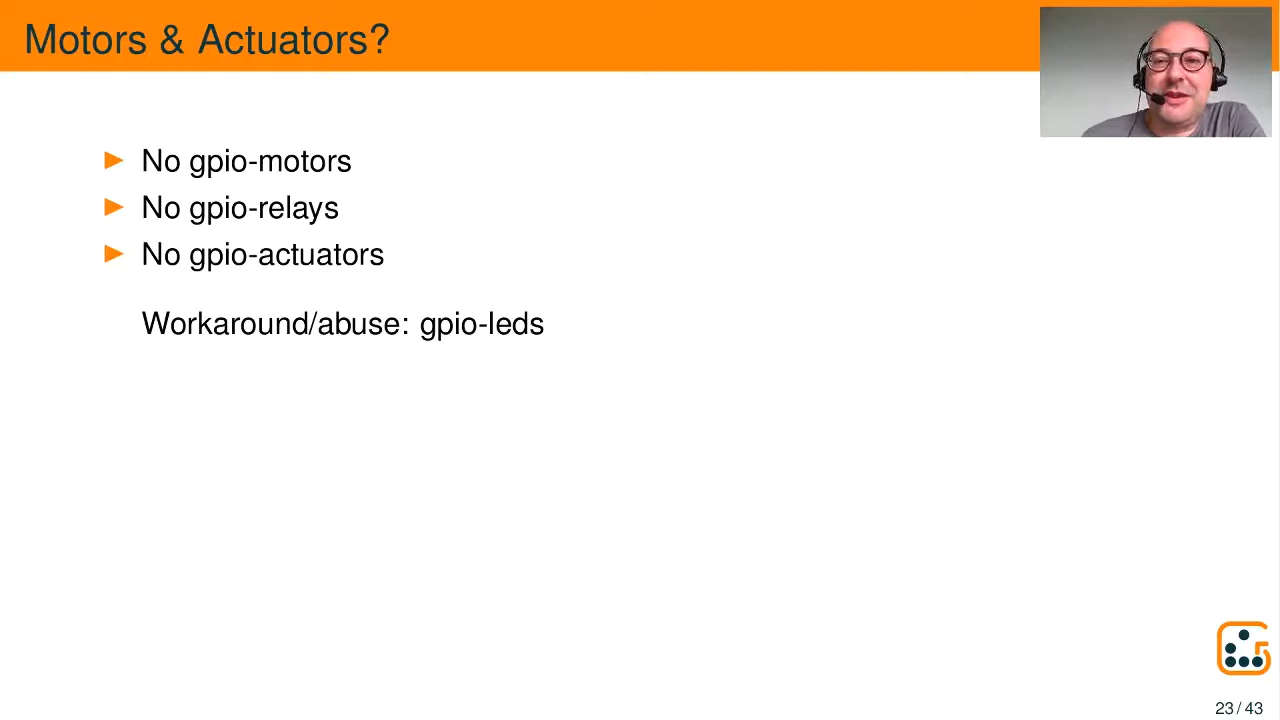 Motors & Actuators?
No gpio-motors
No gpio-relays
No gpio-actuators
Workaround/abuse: gpio-leds
23 / 43